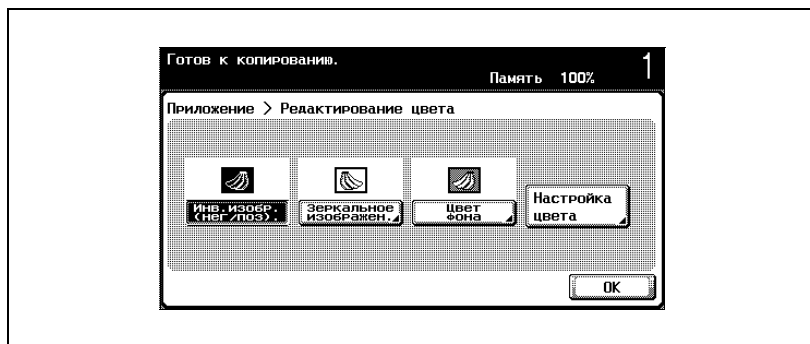 Готов к копированию.
1
Память 100%
Приложение > Редактирование цвета
Инв.изобр.
(нег/поз).
Зеркальное
изображен.
Цвет
фона
Настройка
цвета
OK